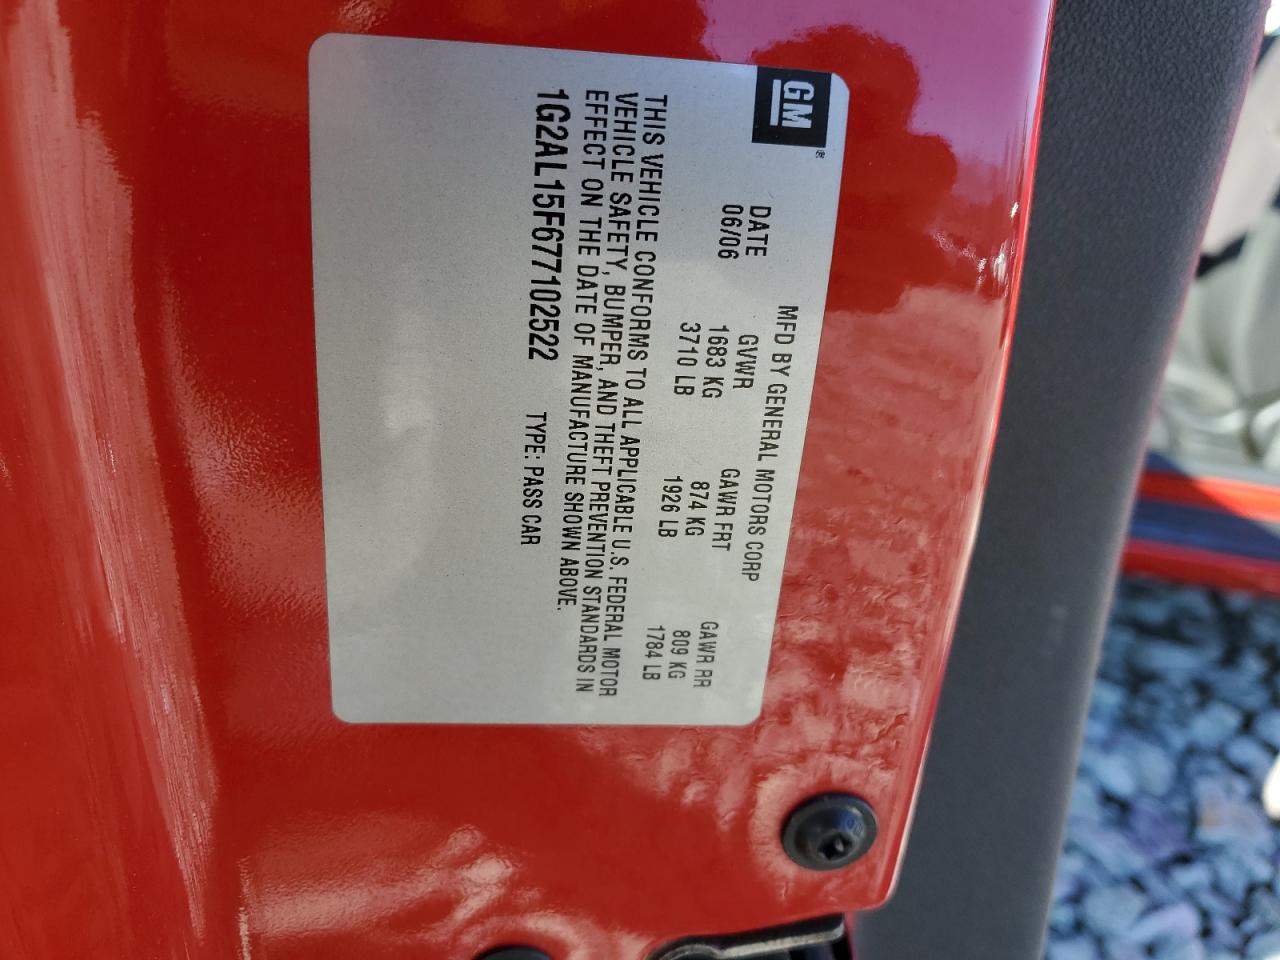 GM®
MFD BY GENERAL MOTORS CORP
DATE GVWR GAWR FRT GAWR RR
06/06 1683 KG 874 KG 809 KG
3710 LB 1926 LB 1784 LB
THIS VEHICLE CONFORMS TO ALL APPLICABLE U.S. FEDERAL MOTOR
VEHICLE SAFETY, BUMPER, AND THEFT PREVENTION STANDARDS IN
EFFECT ON THE DATE OF MANUFACTURE SHOWN ABOVE.
1G2AL15F677102522 TYPE: PASS CAR